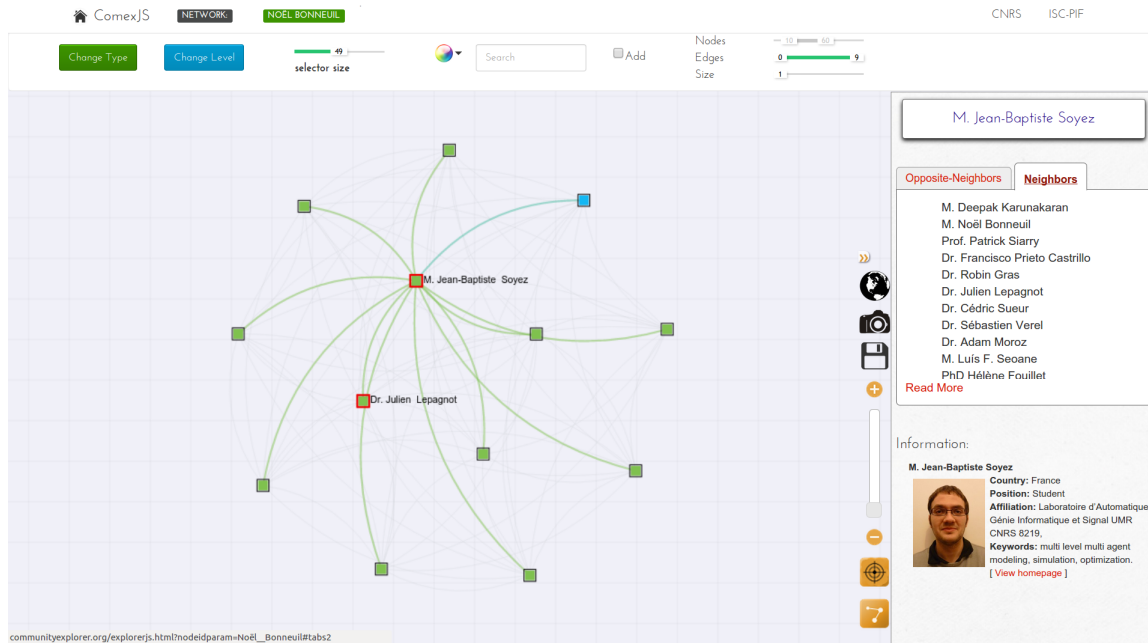 ComexJS NETWORK: NOËL BONNEUIL CNRS ISC-PIF
Change Type Change Level 49 selector size Search Add
Nodes 10 60
Edges 0 9
Size 1
M. Jean-Baptiste Soyez
Opposite-Neighbors Neighbors
M. Deepak Karunakaran
M. Noël Bonneuil
Prof. Patrick Siarry
Dr. Francisco Prieto Castrillo
Dr. Robin Gras
Dr. Julien Lepagnot
Dr. Cédric Sueur
Dr. Sébastien Verel
Dr. Adam Moroz
M. Luís F. Seoane
PhD Hélène Fouillet
Read More
M. Jean-Baptiste Soyez
Dr. Julien Lepagnot
Information:
M. Jean-Baptiste Soyez
Country: France
Position: Student
Affiliation: Laboratoire d'Automatique
Génie Informatique et Signal UMR
CNRS 8219,
Keywords: multi level multi agent
modeling, simulation, optimization.
[ View homepage ]
communityexplorer.org/explorerjs.html?nodeidparam=Noël__Bonneuil#tabs2